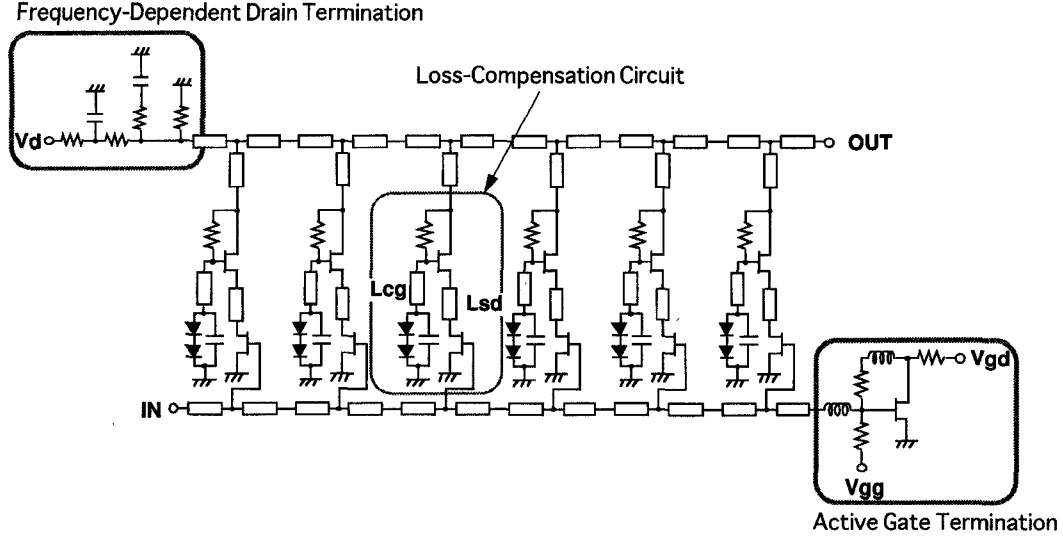 Frequency-Dependent Drain Termination
Loss-Compensation Circuit
Vd
OUT
Lcg
Lsd
IN
Vgd
Vgg
Active Gate Termination